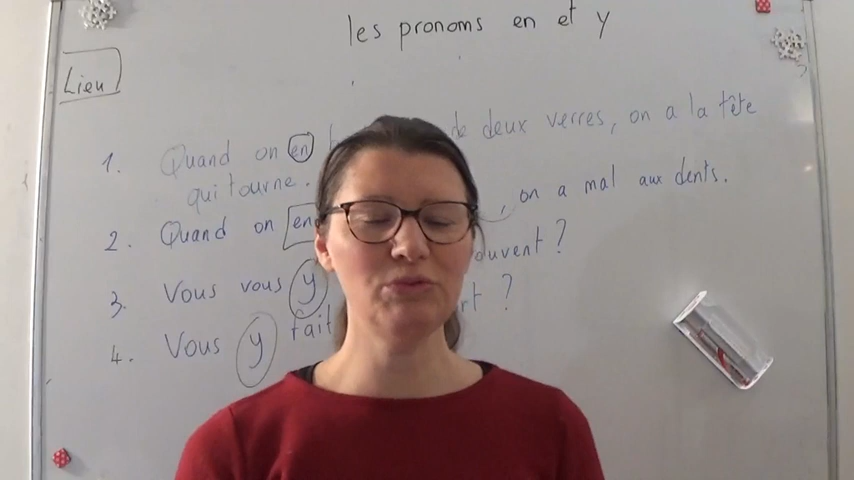 les pronoms en et y
Lieu
1. Quand on en de deux verres, on a la tête
qui tourne.
2. Quand on en , on a mal aux dents.
3. Vous vous y ouvent ?
4. Vous y fait rt ?